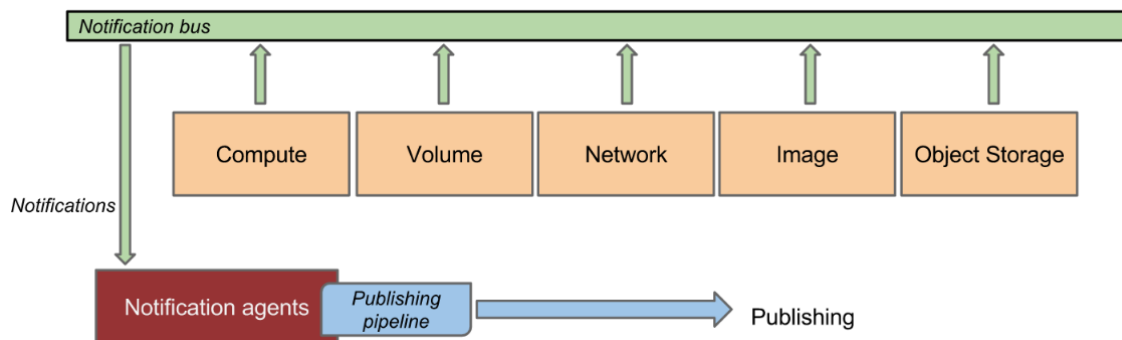 Notification bus
Compute
Volume
Network
Image
Object Storage
Notifications
Notification agents
Publishing
pipeline
Publishing